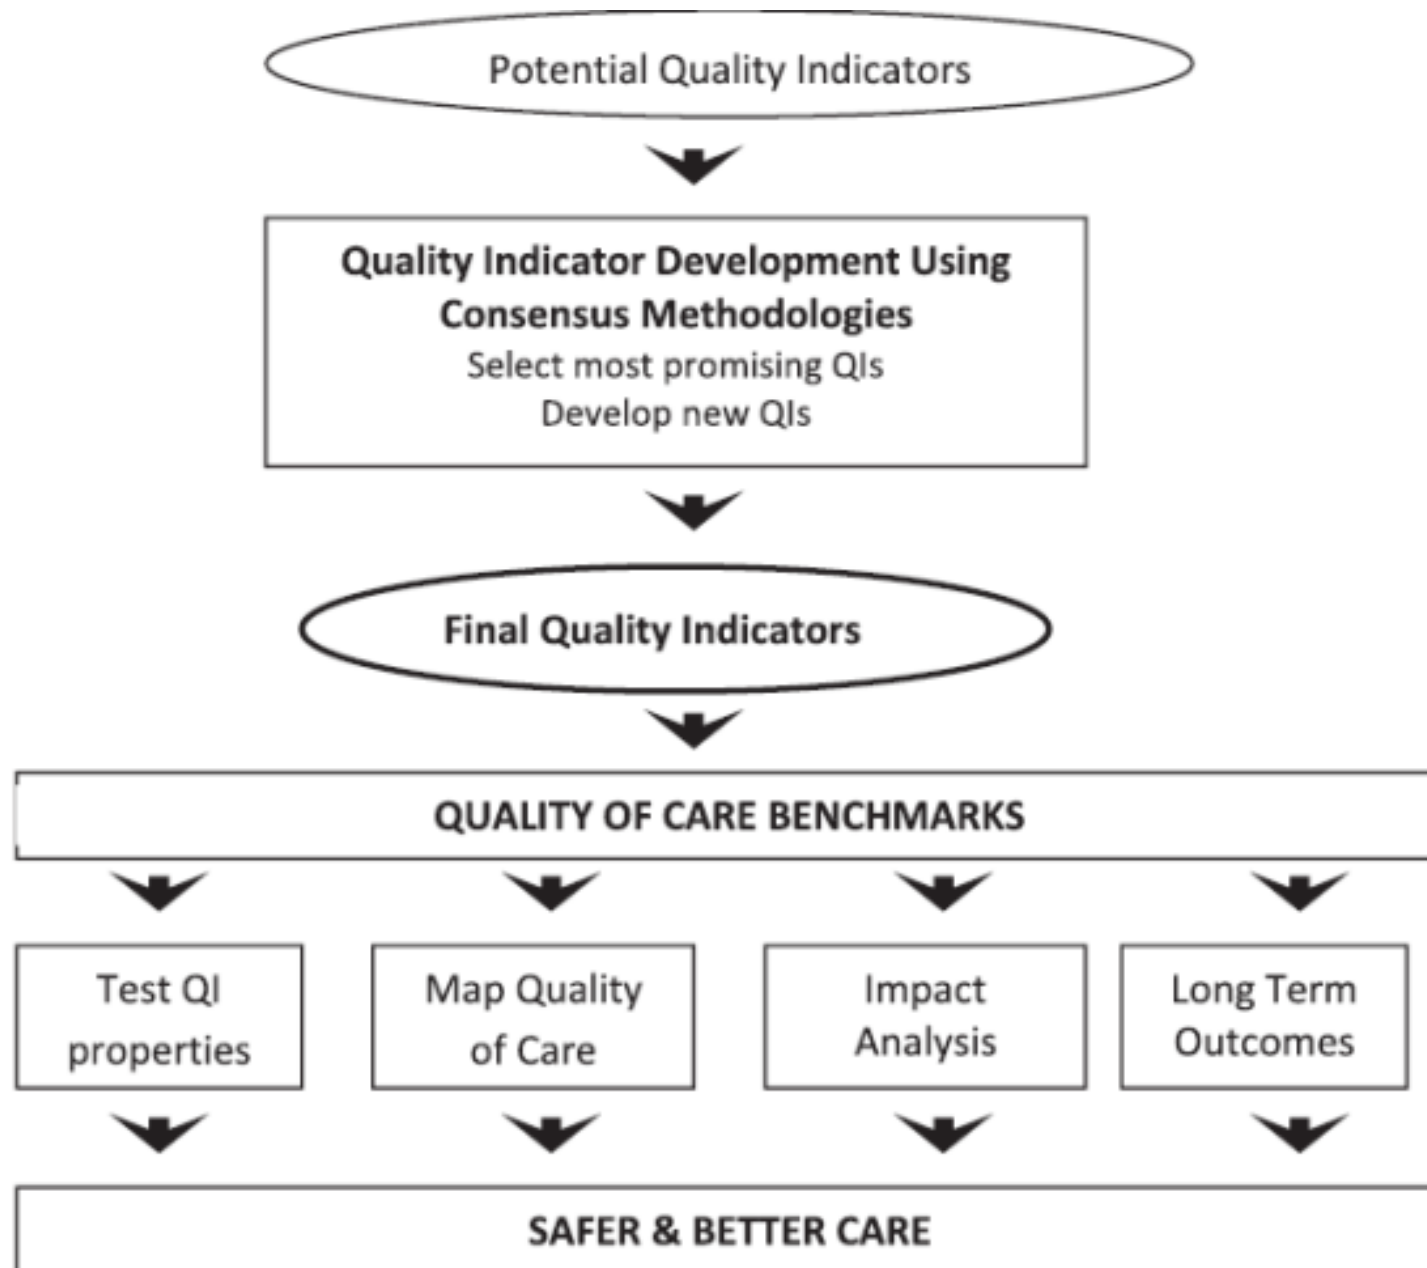 Potential Quality Indicators
Quality Indicator Development Using
Consensus Methodologies
Select most promising QIs
Develop new QIs
Final Quality Indicators
QUALITY OF CARE BENCHMARKS
Test QI
properties
Map Quality
of Care
Impact
Analysis
Long Term
Outcomes
SAFER & BETTER CARE